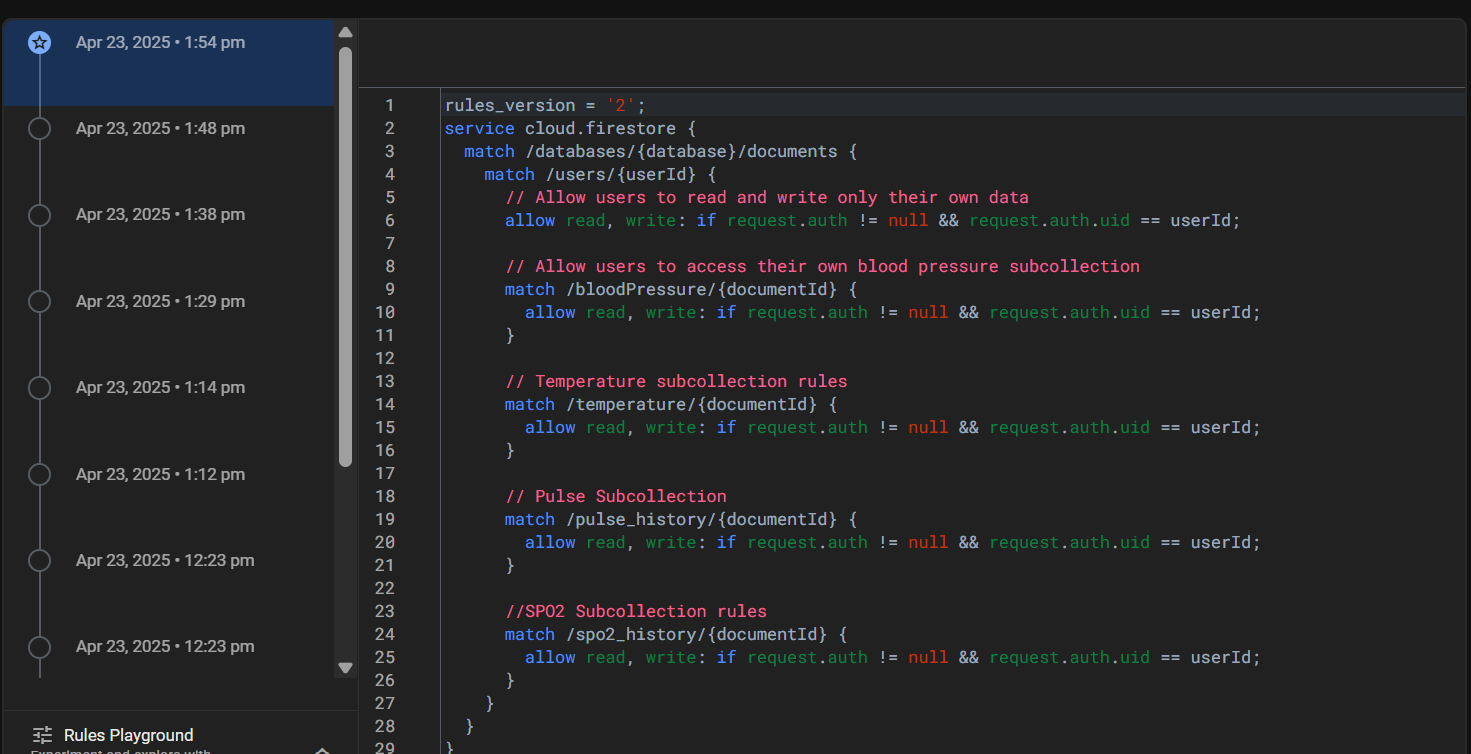 Apr 23, 2025 • 1:54 pm
Apr 23, 2025 • 1:48 pm
Apr 23, 2025 • 1:38 pm
Apr 23, 2025 • 1:29 pm
Apr 23, 2025 • 1:14 pm
Apr 23, 2025 • 1:12 pm
Apr 23, 2025 • 12:23 pm
Apr 23, 2025 • 12:23 pm
Rules Playground
Experiment and explore with
1 rules_version = '2';
2 service cloud.firestore {
3   match /databases/{database}/documents {
4     match /users/{userId} {
5       // Allow users to read and write only their own data
6       allow read, write: if request.auth != null && request.auth.uid == userId;
7
8       // Allow users to access their own blood pressure subcollection
9       match /bloodPressure/{documentId} {
10         allow read, write: if request.auth != null && request.auth.uid == userId;
11       }
12
13       // Temperature subcollection rules
14       match /temperature/{documentId} {
15         allow read, write: if request.auth != null && request.auth.uid == userId;
16       }
17
18       // Pulse Subcollection
19       match /pulse_history/{documentId} {
20         allow read, write: if request.auth != null && request.auth.uid == userId;
21       }
22
23       //SPO2 Subcollection rules
24       match /spo2_history/{documentId} {
25         allow read, write: if request.auth != null && request.auth.uid == userId;
26       }
27     }
28   }
29 }